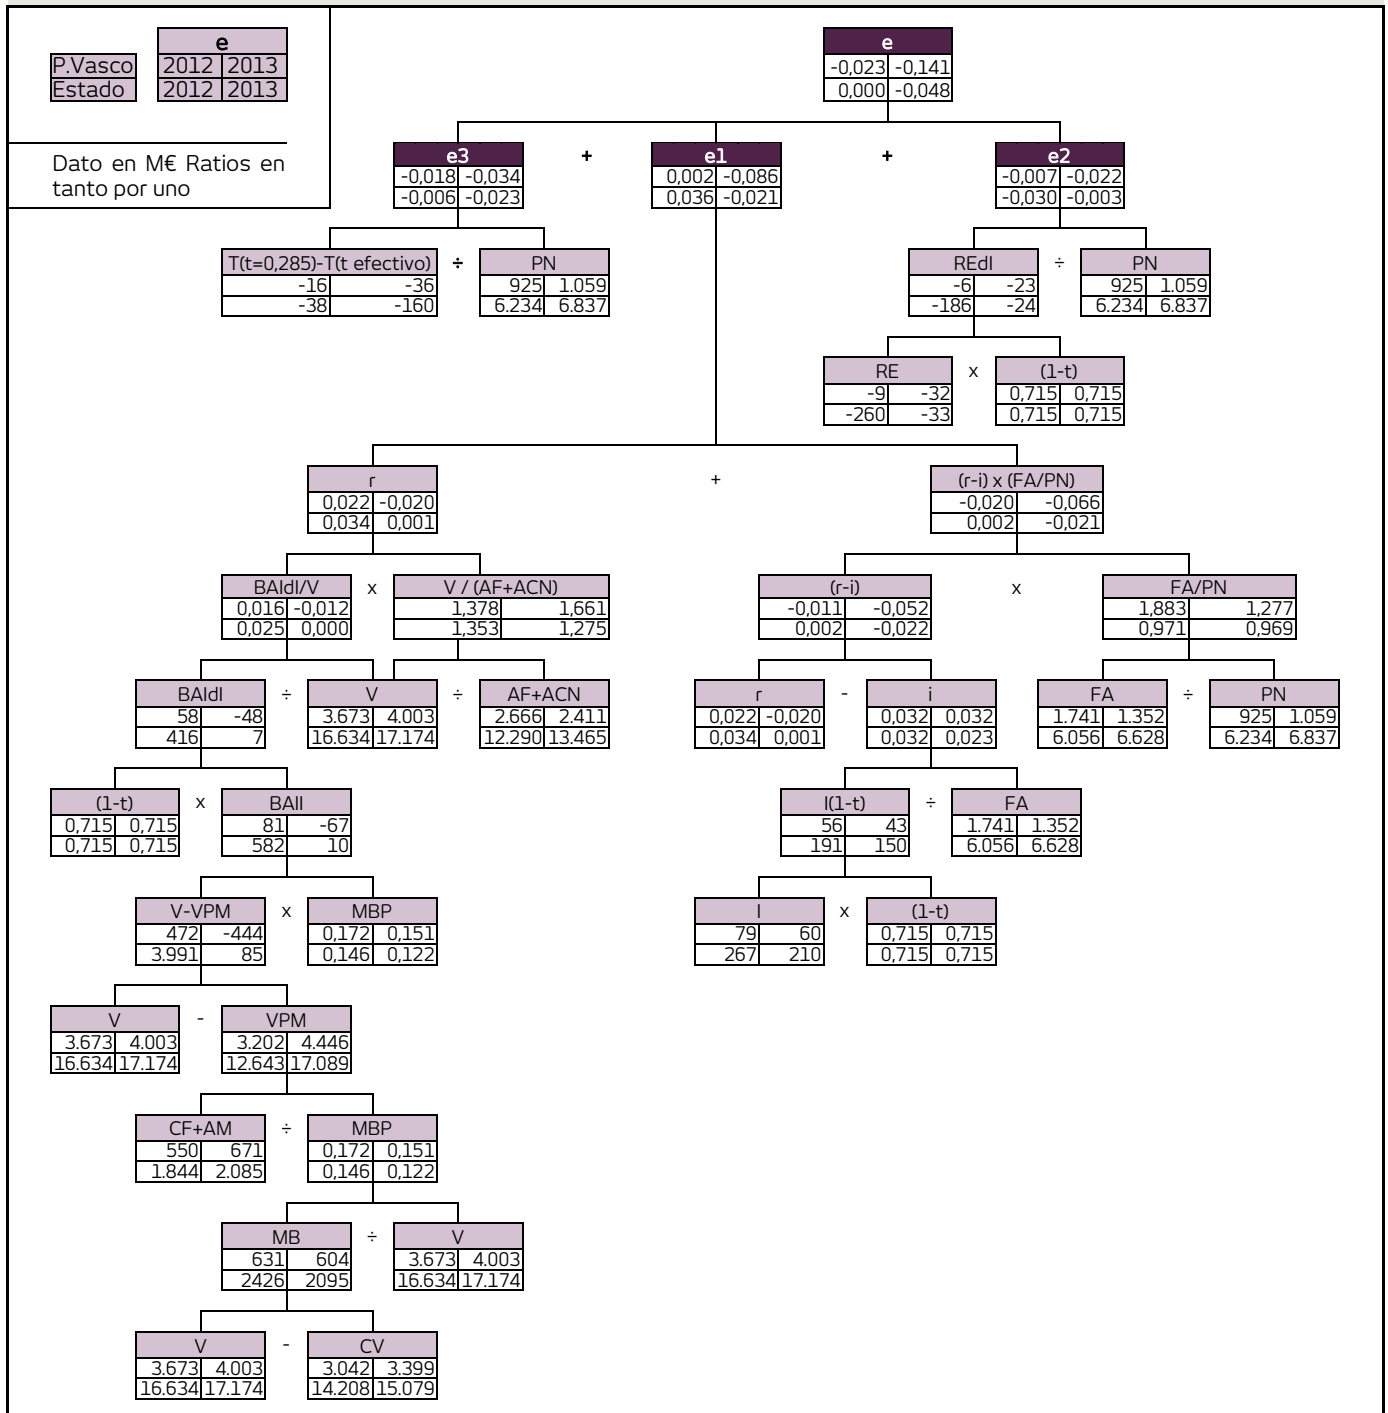 e
P.Vasco 2012 2013
Estado 2012 2013
Dato en M€ Ratios en
tanto por uno
e
-0,023 -0,141
0,000 -0,048
e3 + e1 + e2
-0,018 -0,034 0,002 -0,086 -0,007 -0,022
-0,006 -0,023 0,036 -0,021 -0,030 -0,003
T(t=0,285)-T(t efectivo) ÷ PN REdI ÷ PN
-16 -36 925 1.059 -6 -23 925 1.059
-38 -160 6.234 6.837 -186 -24 6.234 6.837
RE x (1-t)
-9 -32 0,715 0,715
-260 -33 0,715 0,715
r + (r-i) x (FA/PN)
0,022 -0,020 -0,020 -0,066
0,034 0,001 0,002 -0,021
BAIdI/V x V / (AF+ACN) (r-i) x FA/PN
0,016 -0,012 1,378 1,661 -0,011 -0,052 1,883 1,277
0,025 0,000 1,353 1,275 0,002 -0,022 0,971 0,969
BAIdI ÷ V ÷ AF+ACN r - i FA ÷ PN
58 -48 3.673 4.003 2.666 2.411 0,022 -0,020 0,032 0,032 1.741 1.352 925 1.059
416 7 16.634 17.174 12.290 13.465 0,034 0,001 0,032 0,023 6.056 6.628 6.234 6.837
(1-t) x BAII I(1-t) ÷ FA
0,715 0,715 81 -67 56 43 1.741 1.352
0,715 0,715 582 10 191 150 6.056 6.628
V-VPM x MBP I x (1-t)
472 -444 0,172 0,151 79 60 0,715 0,715
3.991 85 0,146 0,122 267 210 0,715 0,715
V - VPM
3.673 4.003 3.202 4.446
16.634 17.174 12.643 17.089
CF+AM ÷ MBP
550 671 0,172 0,151
1.844 2.085 0,146 0,122
MB ÷ V
631 604 3.673 4.003
2426 2095 16.634 17.174
V - CV
3.673 4.003 3.042 3.399
16.634 17.174 14.208 15.079